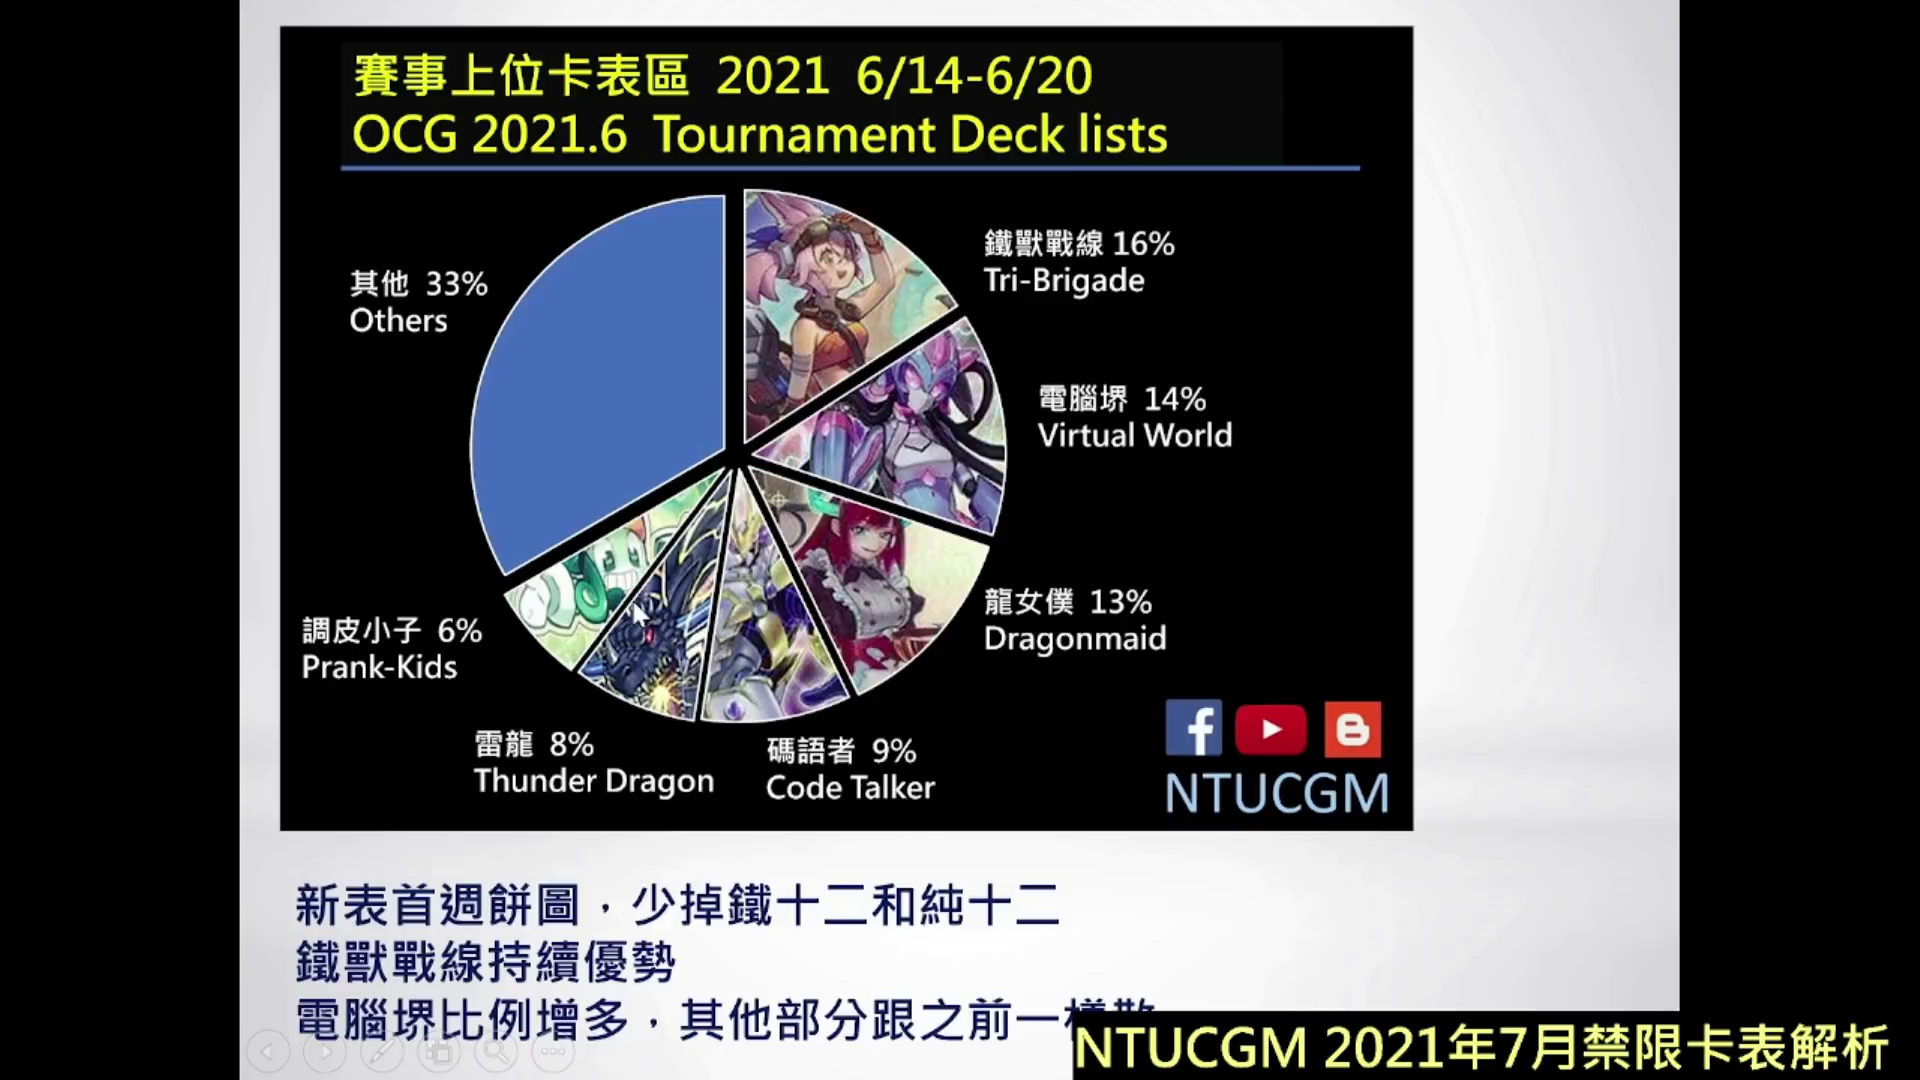 賽事上位卡表區 2021 6/14-6/20
OCG 2021.6 Tournament Deck lists
其他 33%
Others
鐵獸戰線 16%
Tri-Brigade
電腦堺 14%
Virtual World
龍女僕 13%
Dragonmaid
調皮小子 6%
Prank-Kids
雷龍 8%
Thunder Dragon
碼語者 9%
Code Talker
NTUCGM
新表首週餅圖，少掉鐵十二和純十二
鐵獸戰線持續優勢
電腦堺比例增多，其他部分跟之前一樣散
NTUCGM 2021年7月禁限卡表解析